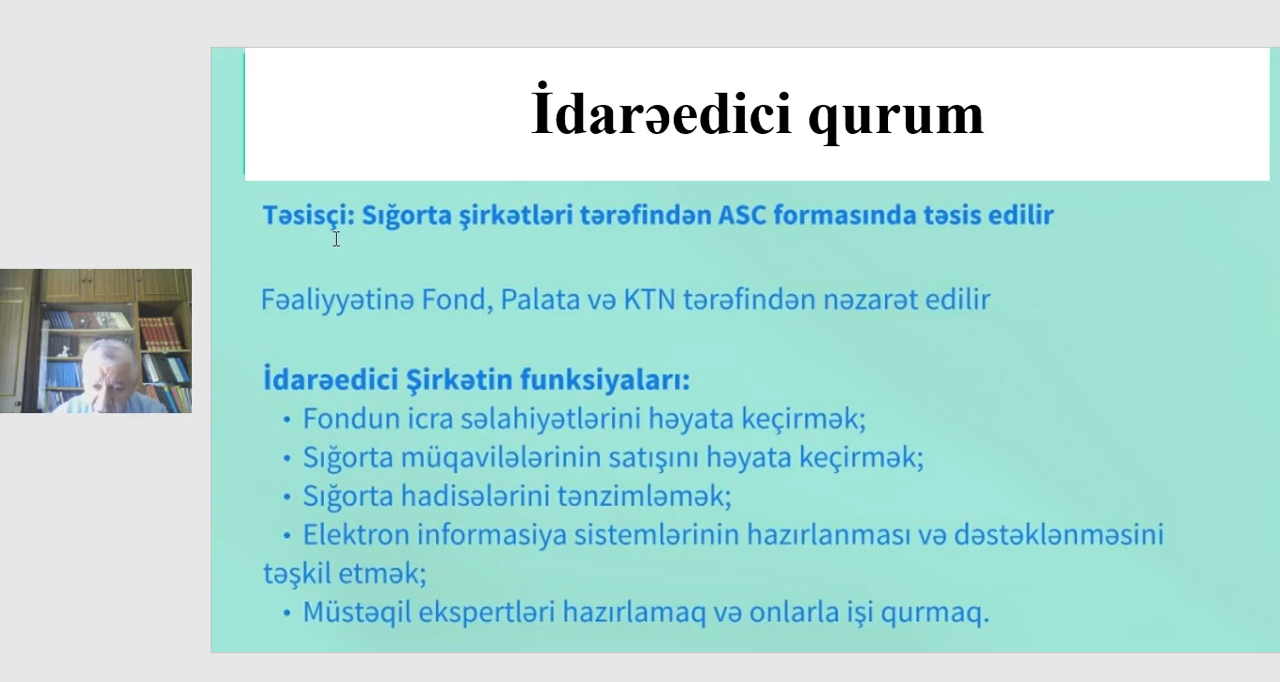 İdarəedici qurum
Təsisçi: Sığorta şirkətləri tərəfindən ASC formasında təsis edilir
Fəaliyyətinə Fond, Palata və KTN tərəfindən nəzarət edilir
İdarəedici Şirkətin funksiyaları:
• Fondun icra səlahiyətlərini həyata keçirmək;
• Sığorta müqavilələrinin satışını həyata keçirmək;
• Sığorta hadisələrini tənzimləmək;
• Elektron informasiya sistemlərinin hazırlanması və dəstəklənməsini
təşkil etmək;
• Müstəqil ekspertləri hazırlamaq və onlarla işi qurmaq.